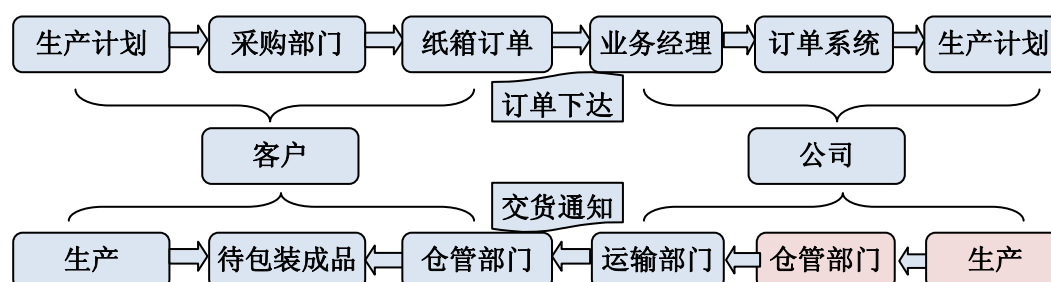 生产计划 采购部门 纸箱订单 业务经理 订单系统 生产计划
订单下达
客户 公司
交货通知
生产 待包装成品 仓管部门 运输部门 仓管部门 生产